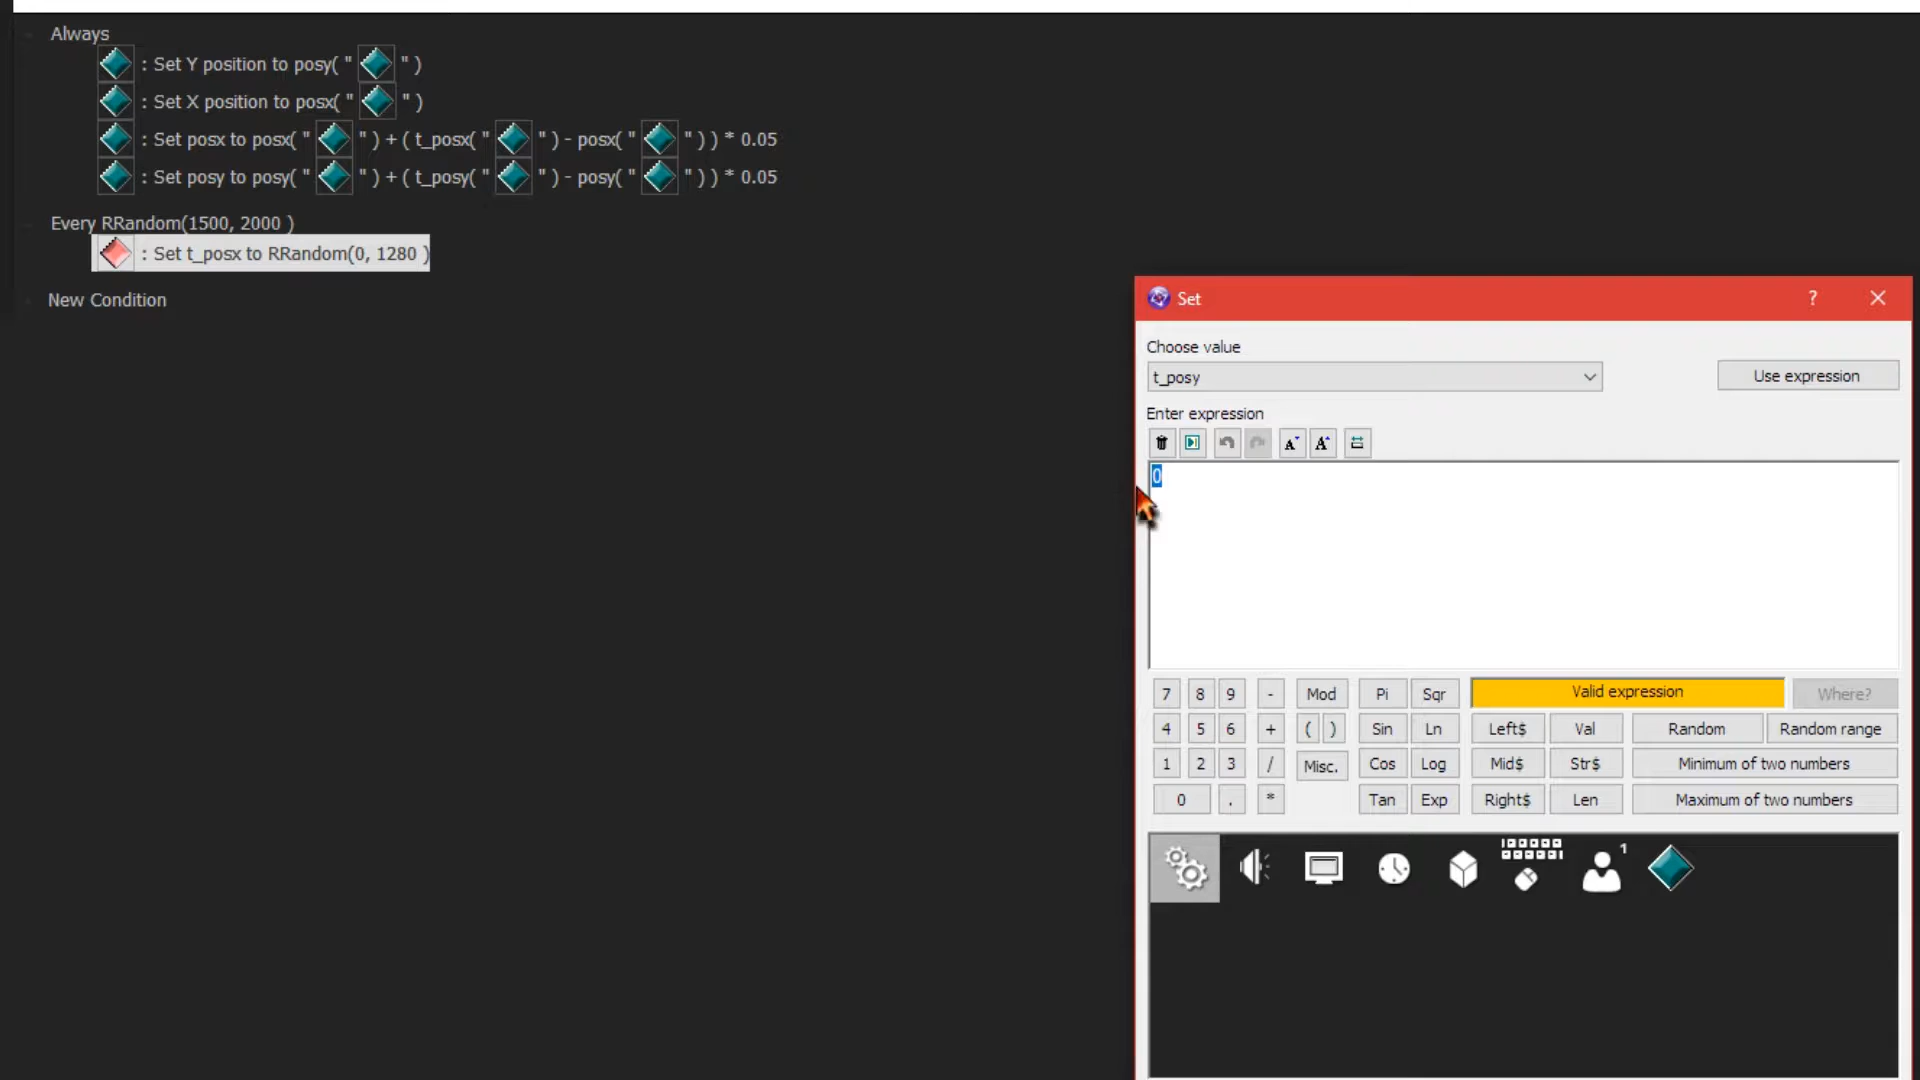 Always
: Set Y position to posy( " " )
: Set X position to posx( " " )
: Set posx to posx( " " ) + ( t_posx( " " ) - posx( " " ) ) * 0.05
: Set posy to posy( " " ) + ( t_posy( " " ) - posy( " " ) ) * 0.05
Every RRandom(1500, 2000 )
: Set t_posx to RRandom(0, 1280 )
New Condition
Set ?
Choose value
t_posy Use expression
Enter expression
A A
0
7 8 9 - Mod Pi Sqr Valid expression Where?
4 5 6 + ( ) Sin Ln Left$ Val Random Random range
1 2 3 / Misc. Cos Log Mid$ Str$ Minimum of two numbers
0 . * Tan Exp Right$ Len Maximum of two numbers
1